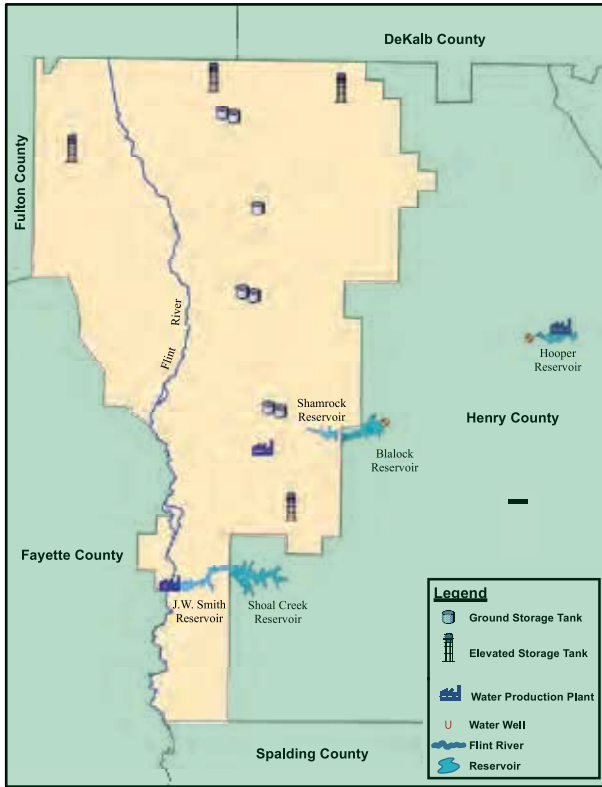 DeKalb County
Fulton County
Flint River
Hooper
Reservoir
Shamrock
Reservoir
Henry County
Blalock
Reservoir
Fayette County
J.W. Smith
Reservoir
Shoal Creek
Reservoir
Spalding County
Legend
Ground Storage Tank
Elevated Storage Tank
Water Production Plant
Water Well
Flint River
Reservoir